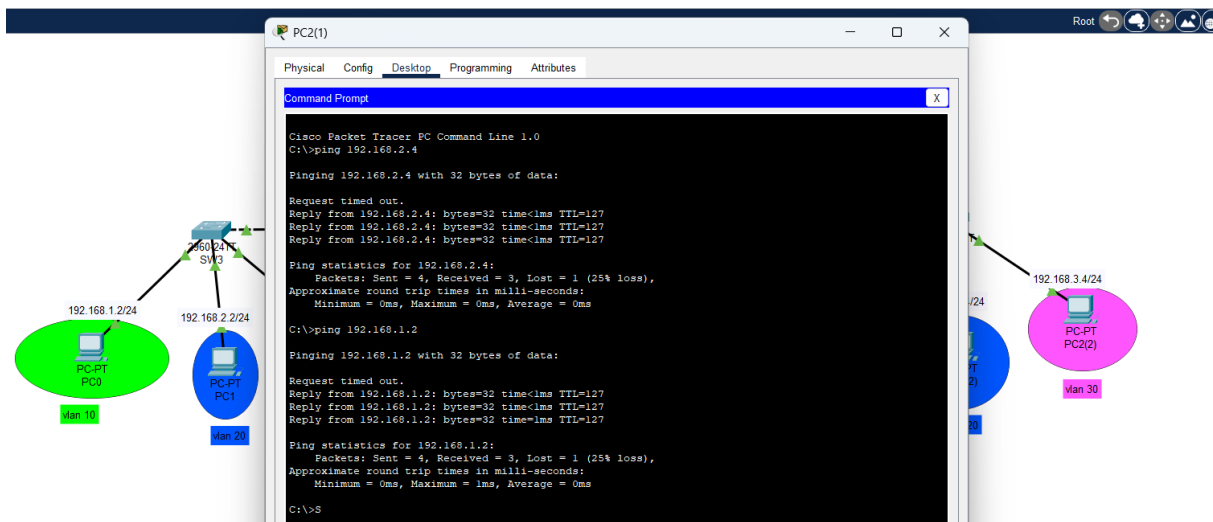 Root
PC2(1)
Physical Config Desktop Programming Attributes
Command Prompt
X
Cisco Packet Tracer PC Command Line 1.0
C:\>ping 192.168.2.4
Pinging 192.168.2.4 with 32 bytes of data:
Request timed out.
Reply from 192.168.2.4: bytes=32 time<1ms TTL=127
Reply from 192.168.2.4: bytes=32 time<1ms TTL=127
Reply from 192.168.2.4: bytes=32 time<1ms TTL=127
Ping statistics for 192.168.2.4:
Packets: Sent = 4, Received = 3, Lost = 1 (25% loss),
Approximate round trip times in milli-seconds:
Minimum = 0ms, Maximum = 0ms, Average = 0ms
C:\>ping 192.168.1.2
Pinging 192.168.1.2 with 32 bytes of data:
Request timed out.
Reply from 192.168.1.2: bytes=32 time<1ms TTL=127
Reply from 192.168.1.2: bytes=32 time<1ms TTL=127
Reply from 192.168.1.2: bytes=32 time=1ms TTL=127
Ping statistics for 192.168.1.2:
Packets: Sent = 4, Received = 3, Lost = 1 (25% loss),
Approximate round trip times in milli-seconds:
Minimum = 0ms, Maximum = 1ms, Average = 0ms
C:\>S
2960-24TT
SW3
192.168.1.2/24
PC-PT
PC0
vlan 10
192.168.2.2/24
PC-PT
PC1
vlan 20
/24
2)
20
192.168.3.4/24
PC-PT
PC2(2)
vlan 30